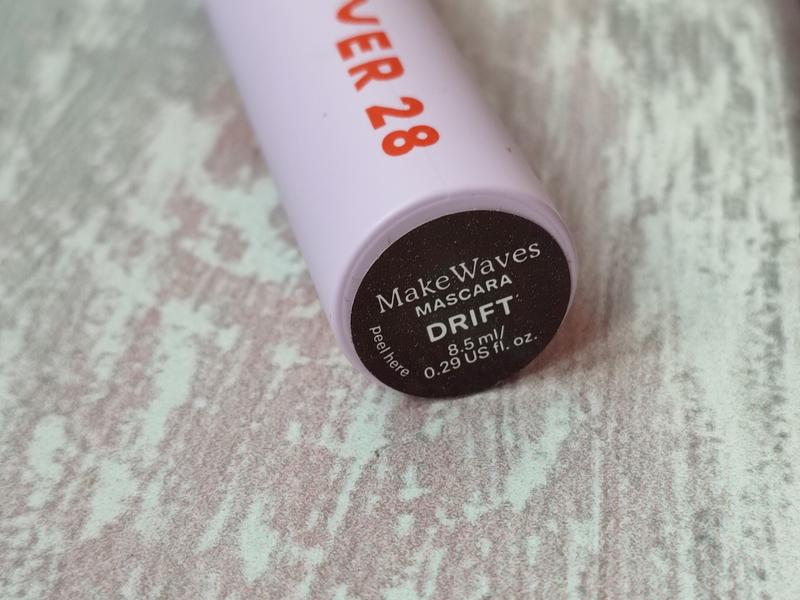 VER 28
MakeWaves
MASCARA
DRIFT
8.5 ml/
0.29 US fl. oz.
peel here